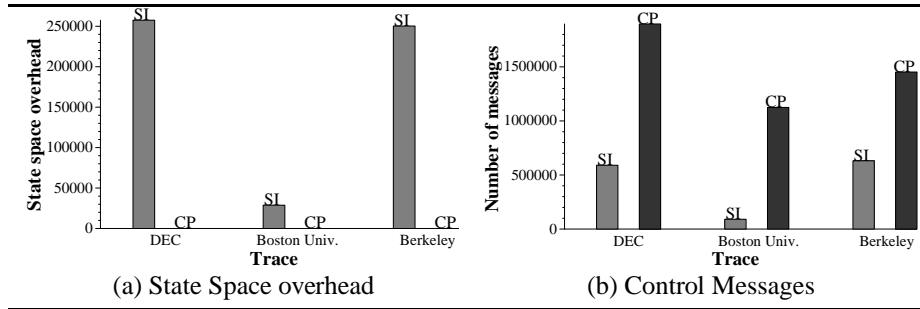 SI
SI
SI
CP
CP
CP
250000
200000
150000
100000
50000
0
State space overhead
DEC
Boston Univ.
Berkeley
Trace
(a) State Space overhead
CP
CP
CP
SI
SI
SI
1500000
1000000
500000
0
Number of messages
DEC
Boston Univ.
Berkeley
Trace
(b) Control Messages